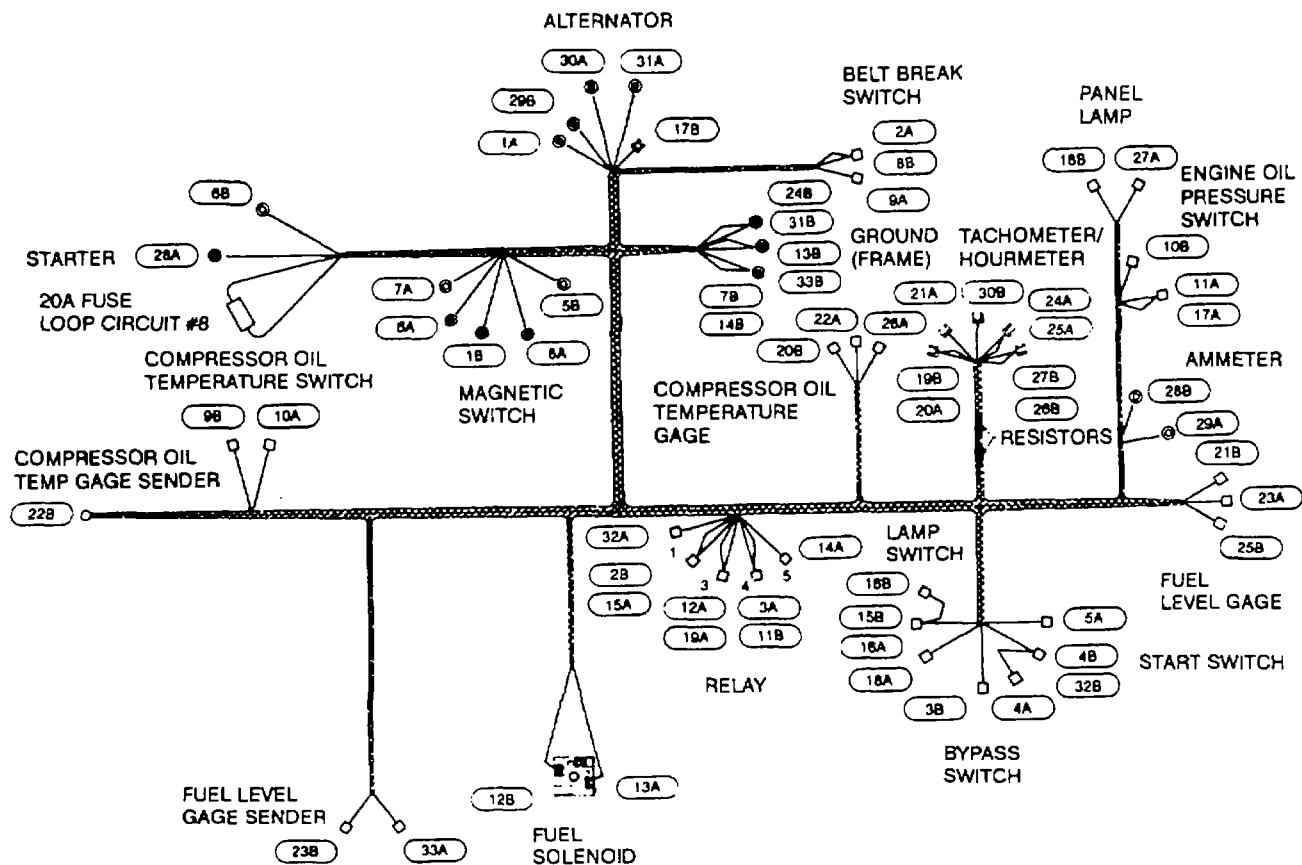 ALTERNATOR
30A
31A
29B
1A
17B
BELT BREAK
SWITCH
2A
8B
9A
PANEL
LAMP
18B
27A
ENGINE OIL
PRESSURE
SWITCH
10B
11A
17A
6B
STARTER
28A
20A FUSE
LOOP CIRCUIT #8
7A
6A
1B
8A
5B
MAGNETIC
SWITCH
24B
31B
13B
33B
7B
14B
GROUND
(FRAME)
TACHOMETER/
HOURMETER
21A
30B
24A
25A
19B
20A
27B
26B
RESISTORS
22A
26A
20B
COMPRESSOR OIL
TEMPERATURE
GAGE
AMMETER
28B
29A
21B
23A
25B
FUEL
LEVEL GAGE
COMPRESSOR OIL
TEMPERATURE SWITCH
9B
10A
COMPRESSOR OIL
TEMP GAGE SENDER
22B
32A
2B
15A
1
3
4
5
14A
12A
19A
3A
11B
RELAY
LAMP
SWITCH
16B
15B
16A
18A
3B
4A
5A
4B
32B
START SWITCH
BYPASS
SWITCH
FUEL LEVEL
GAGE SENDER
23B
33A
12B
13A
FUEL
SOLENOID